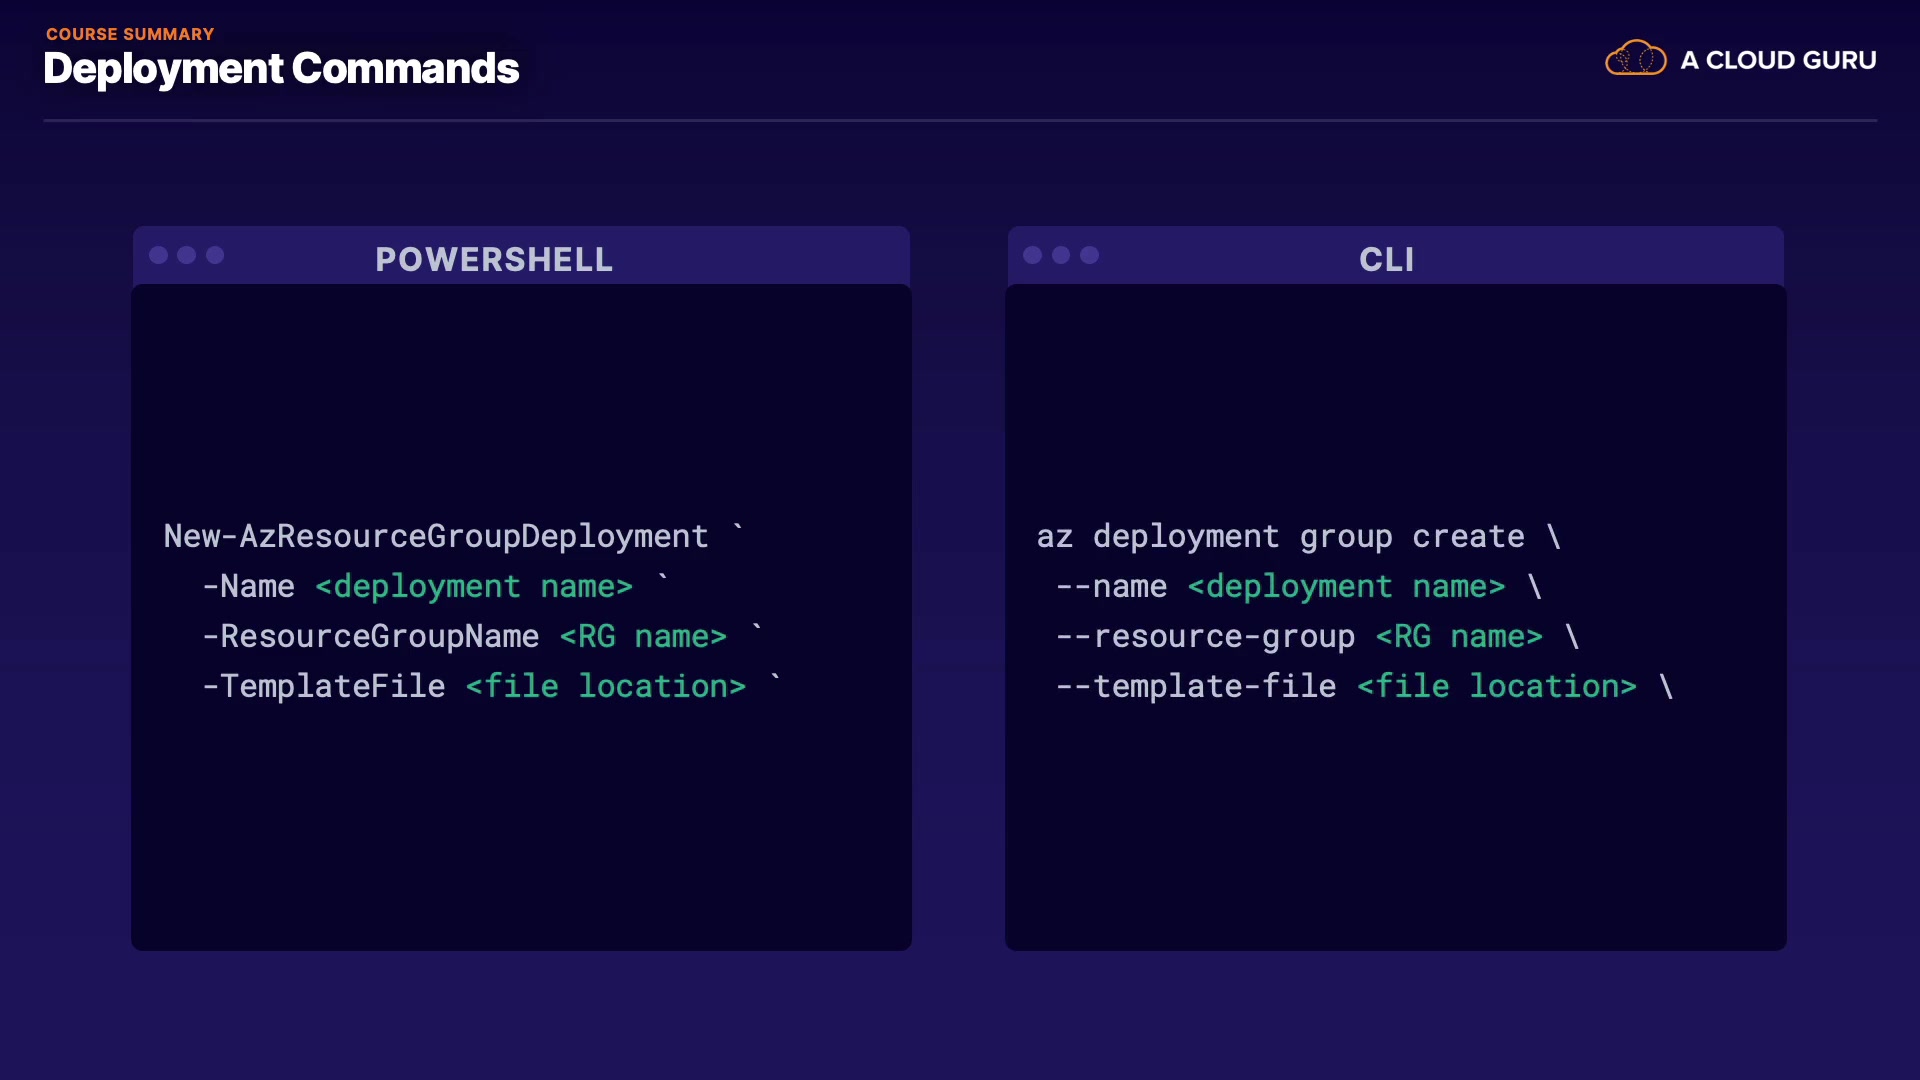 COURSE SUMMARY
Deployment Commands
A CLOUD GURU
POWERSHELL
New-AzResourceGroupDeployment `
-Name <deployment name> `
-ResourceGroupName <RG name> `
-TemplateFile <file location> `
CLI
az deployment group create \
--name <deployment name> \
--resource-group <RG name> \
--template-file <file location> \